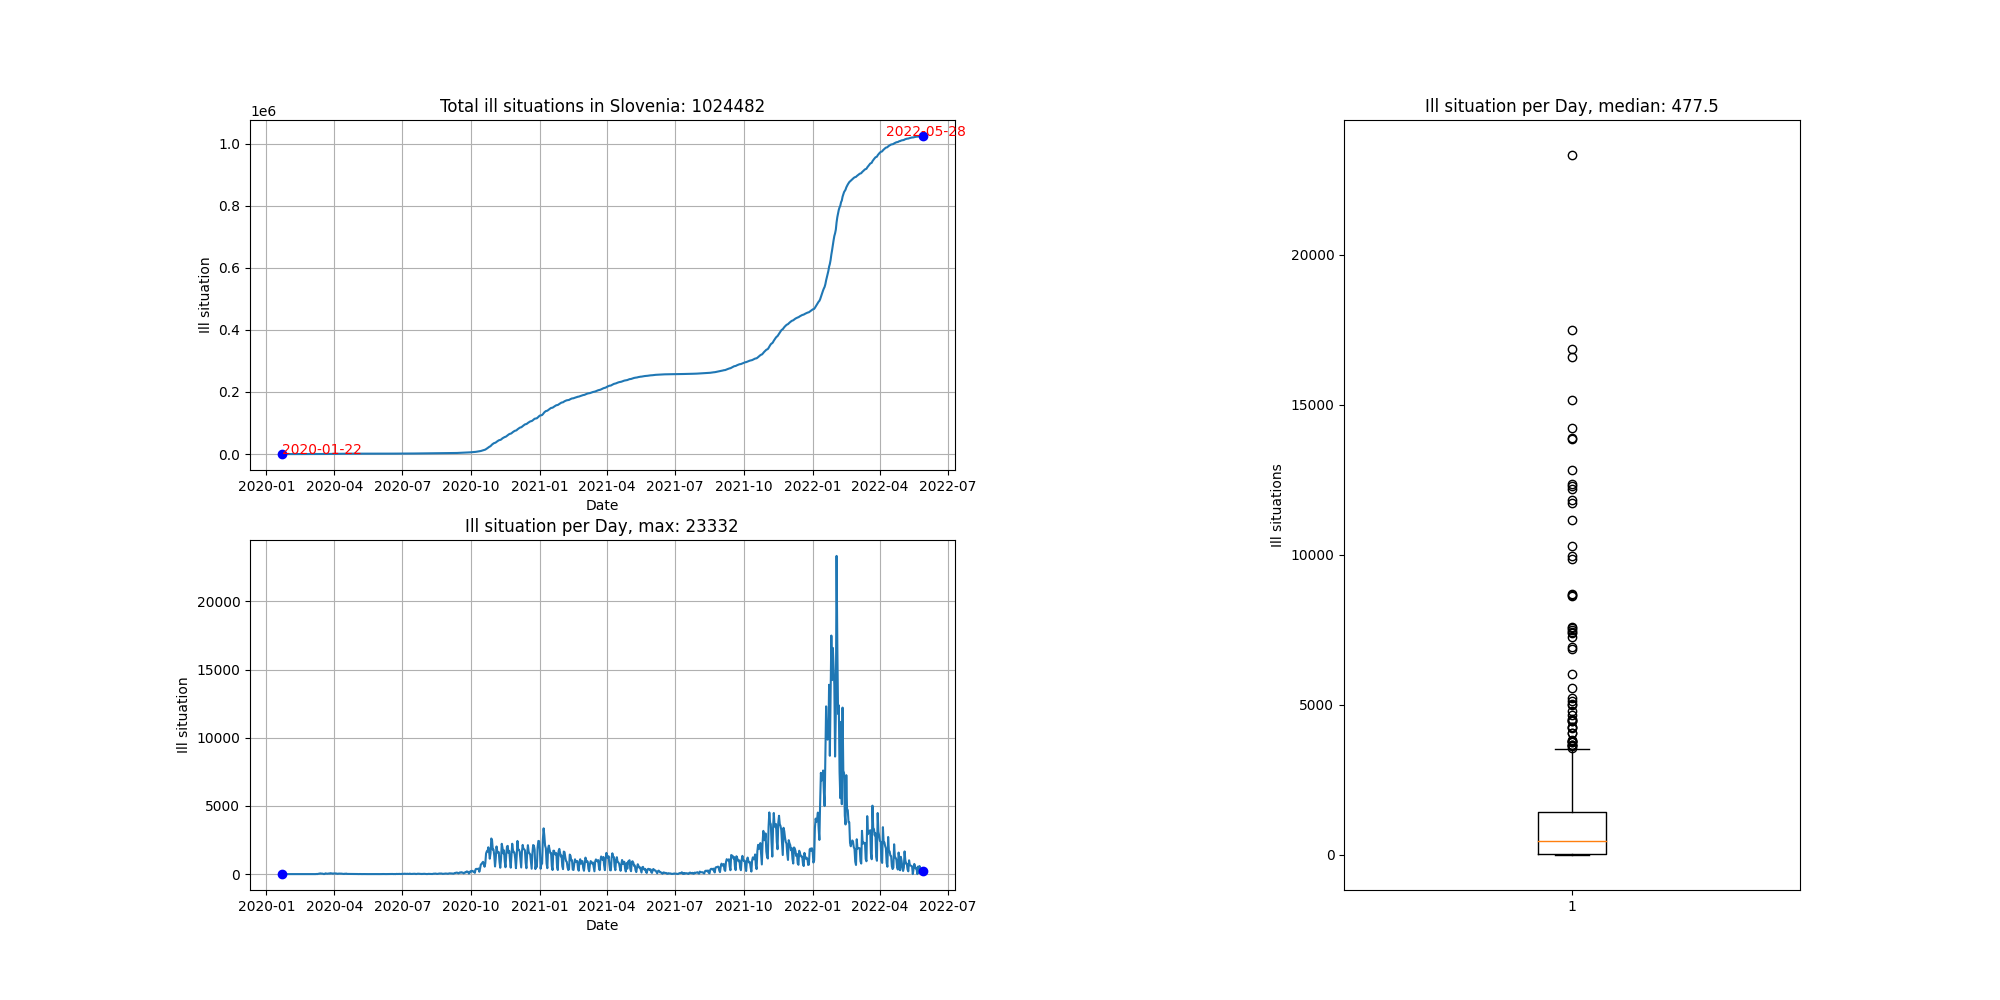 Total ill situations in Slovenia: 1024482
1e6
1.0
0.8
0.6
0.4
0.2
0.0
Ill situation
2022-05-28
2020-01-22
2020-01 2020-04 2020-07 2020-10 2021-01 2021-04 2021-07 2021-10 2022-01 2022-04 2022-07
Date
Ill situation per Day, max: 23332
20000
15000
10000
5000
0
Ill situation
2020-01 2020-04 2020-07 2020-10 2021-01 2021-04 2021-07 2021-10 2022-01 2022-04 2022-07
Date
Ill situation per Day, median: 477.5
20000
15000
10000
5000
0
Ill situations
1